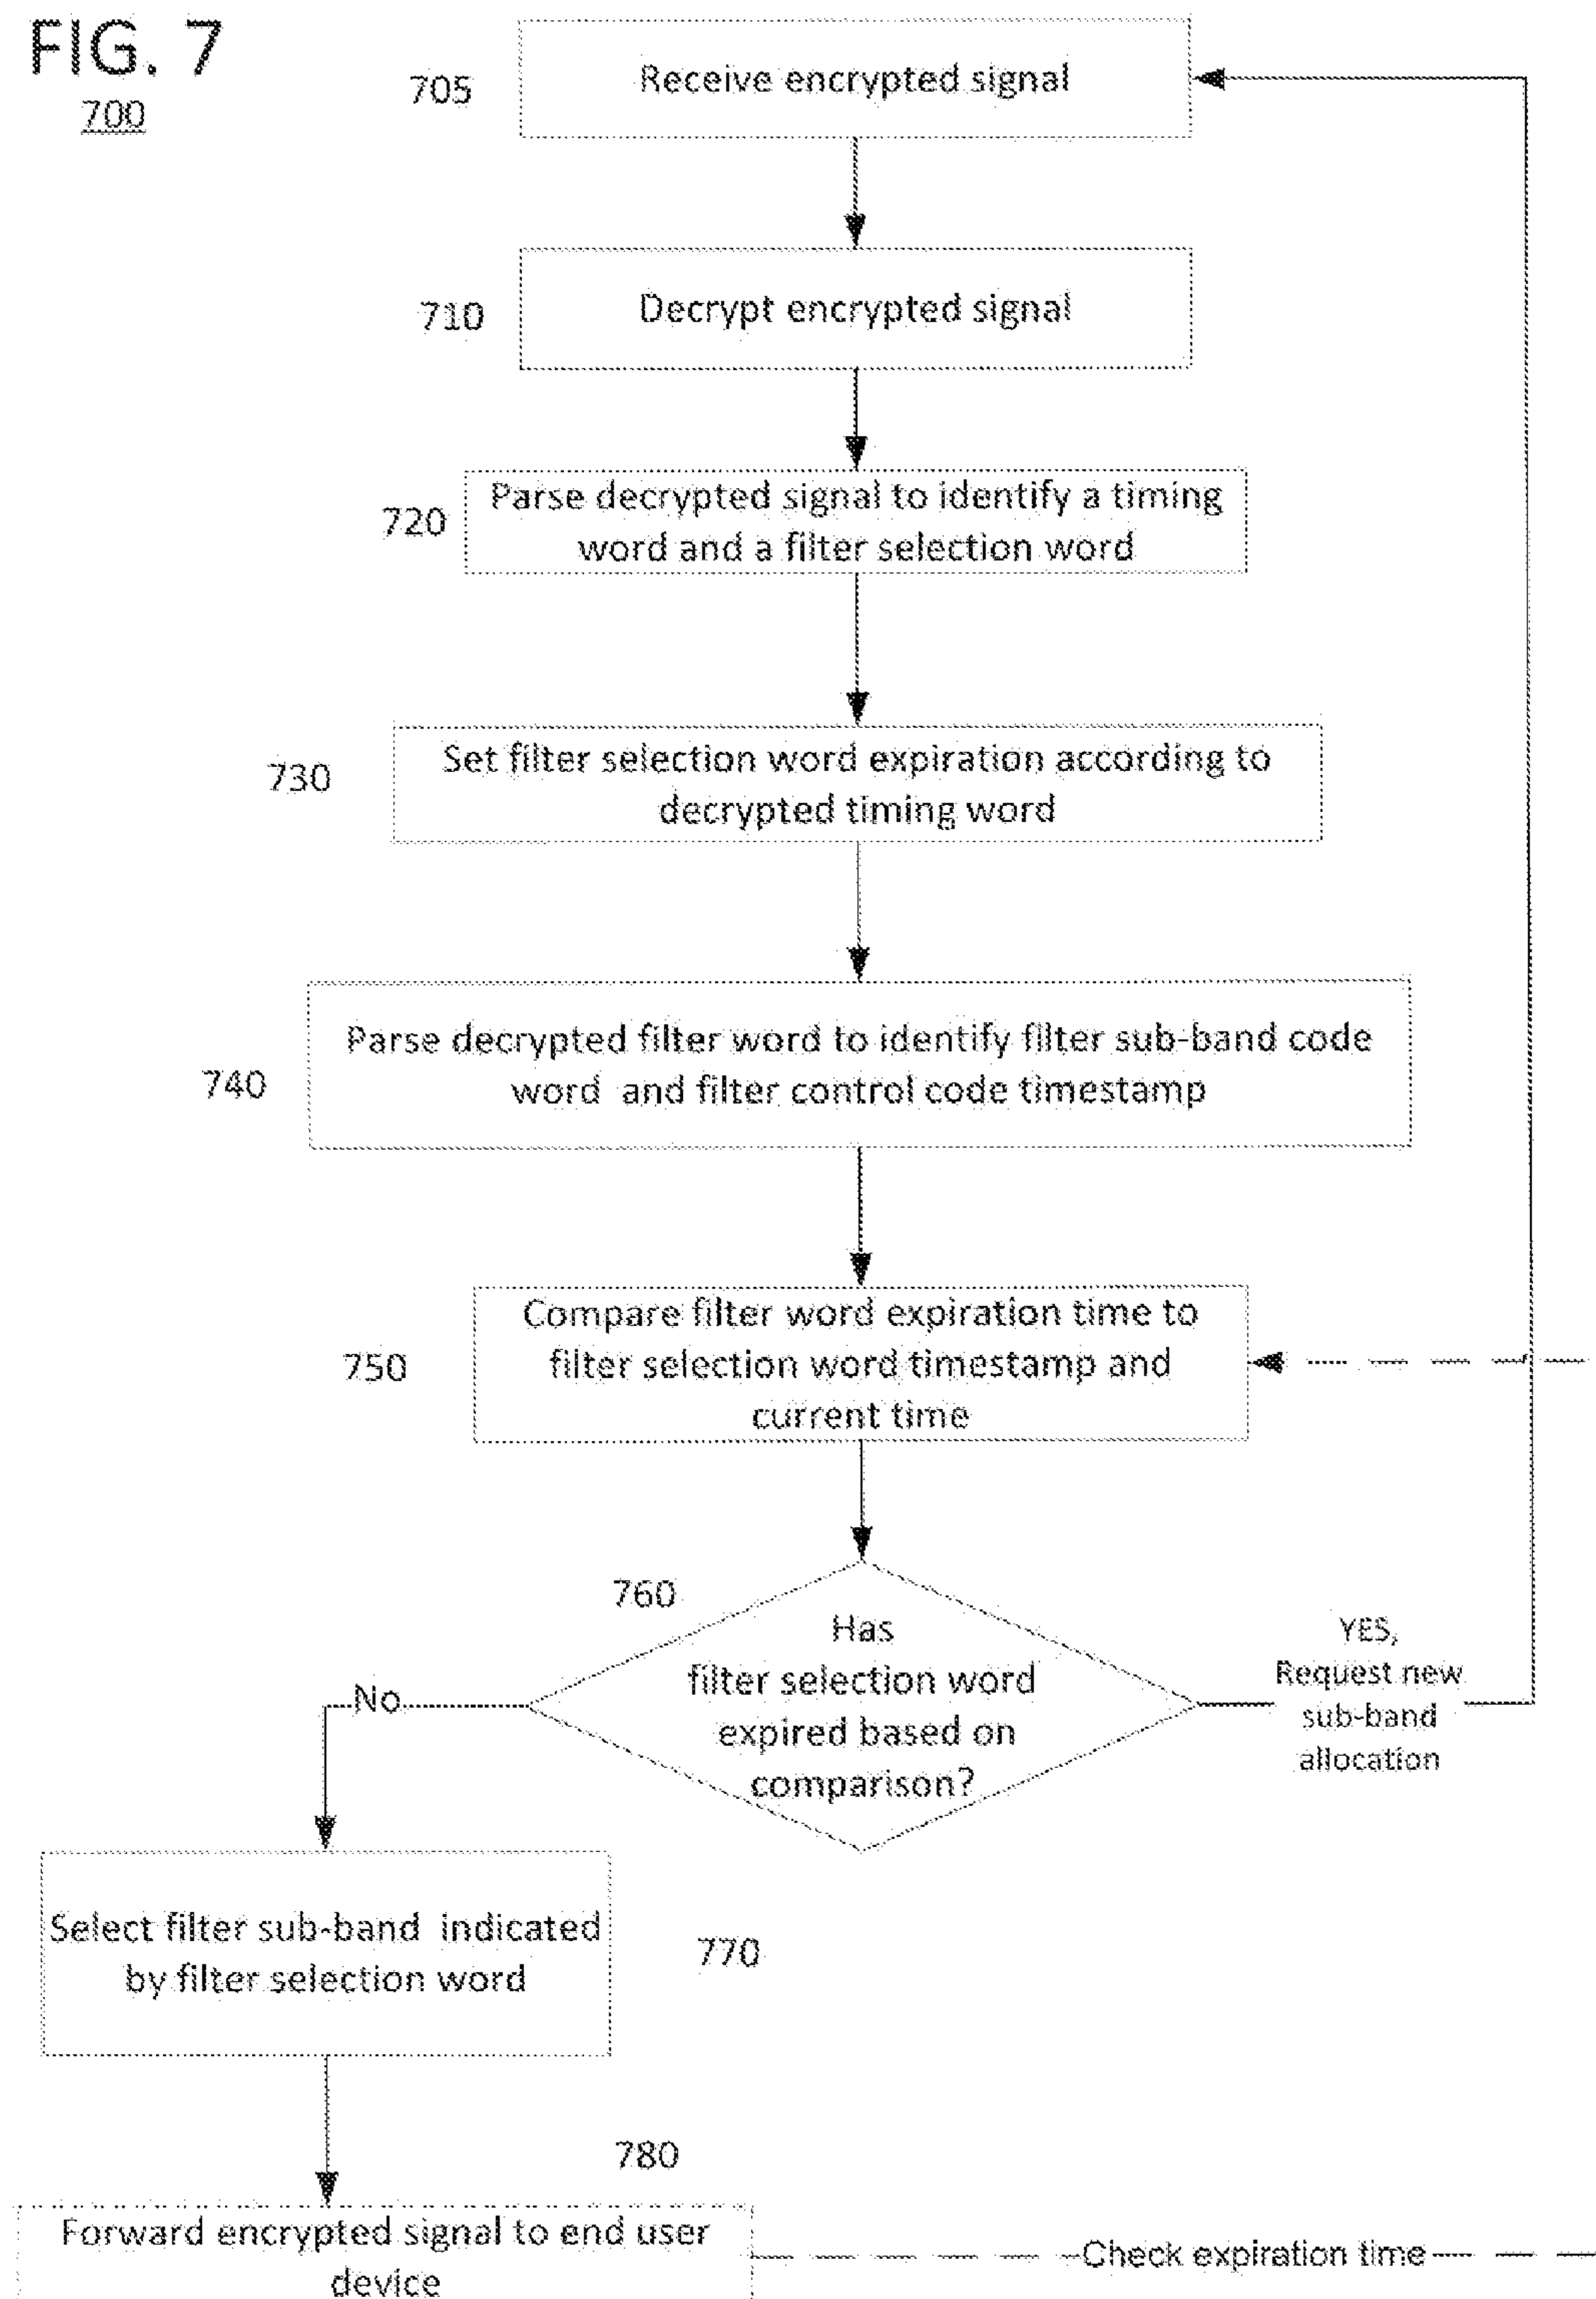 FIG. 7
700
705
Receive encrypted signal
710
Decrypt encrypted signal
720
Parse decrypted signal to identify a timing
word and a filter selection word
730
Set filter selection word expiration according to
decrypted timing word
740
Parse decrypted filter word to identify filter sub-band code
word and filter control code timestamp
750
Compare filter word expiration time to
filter selection word timestamp and
current time
760
Has
filter selection word
expired based on
comparison?
YES,
Request new
sub-band
allocation
No
Select filter sub-band indicated
by filter selection word
770
780
Forward encrypted signal to end user
device
Check expiration time